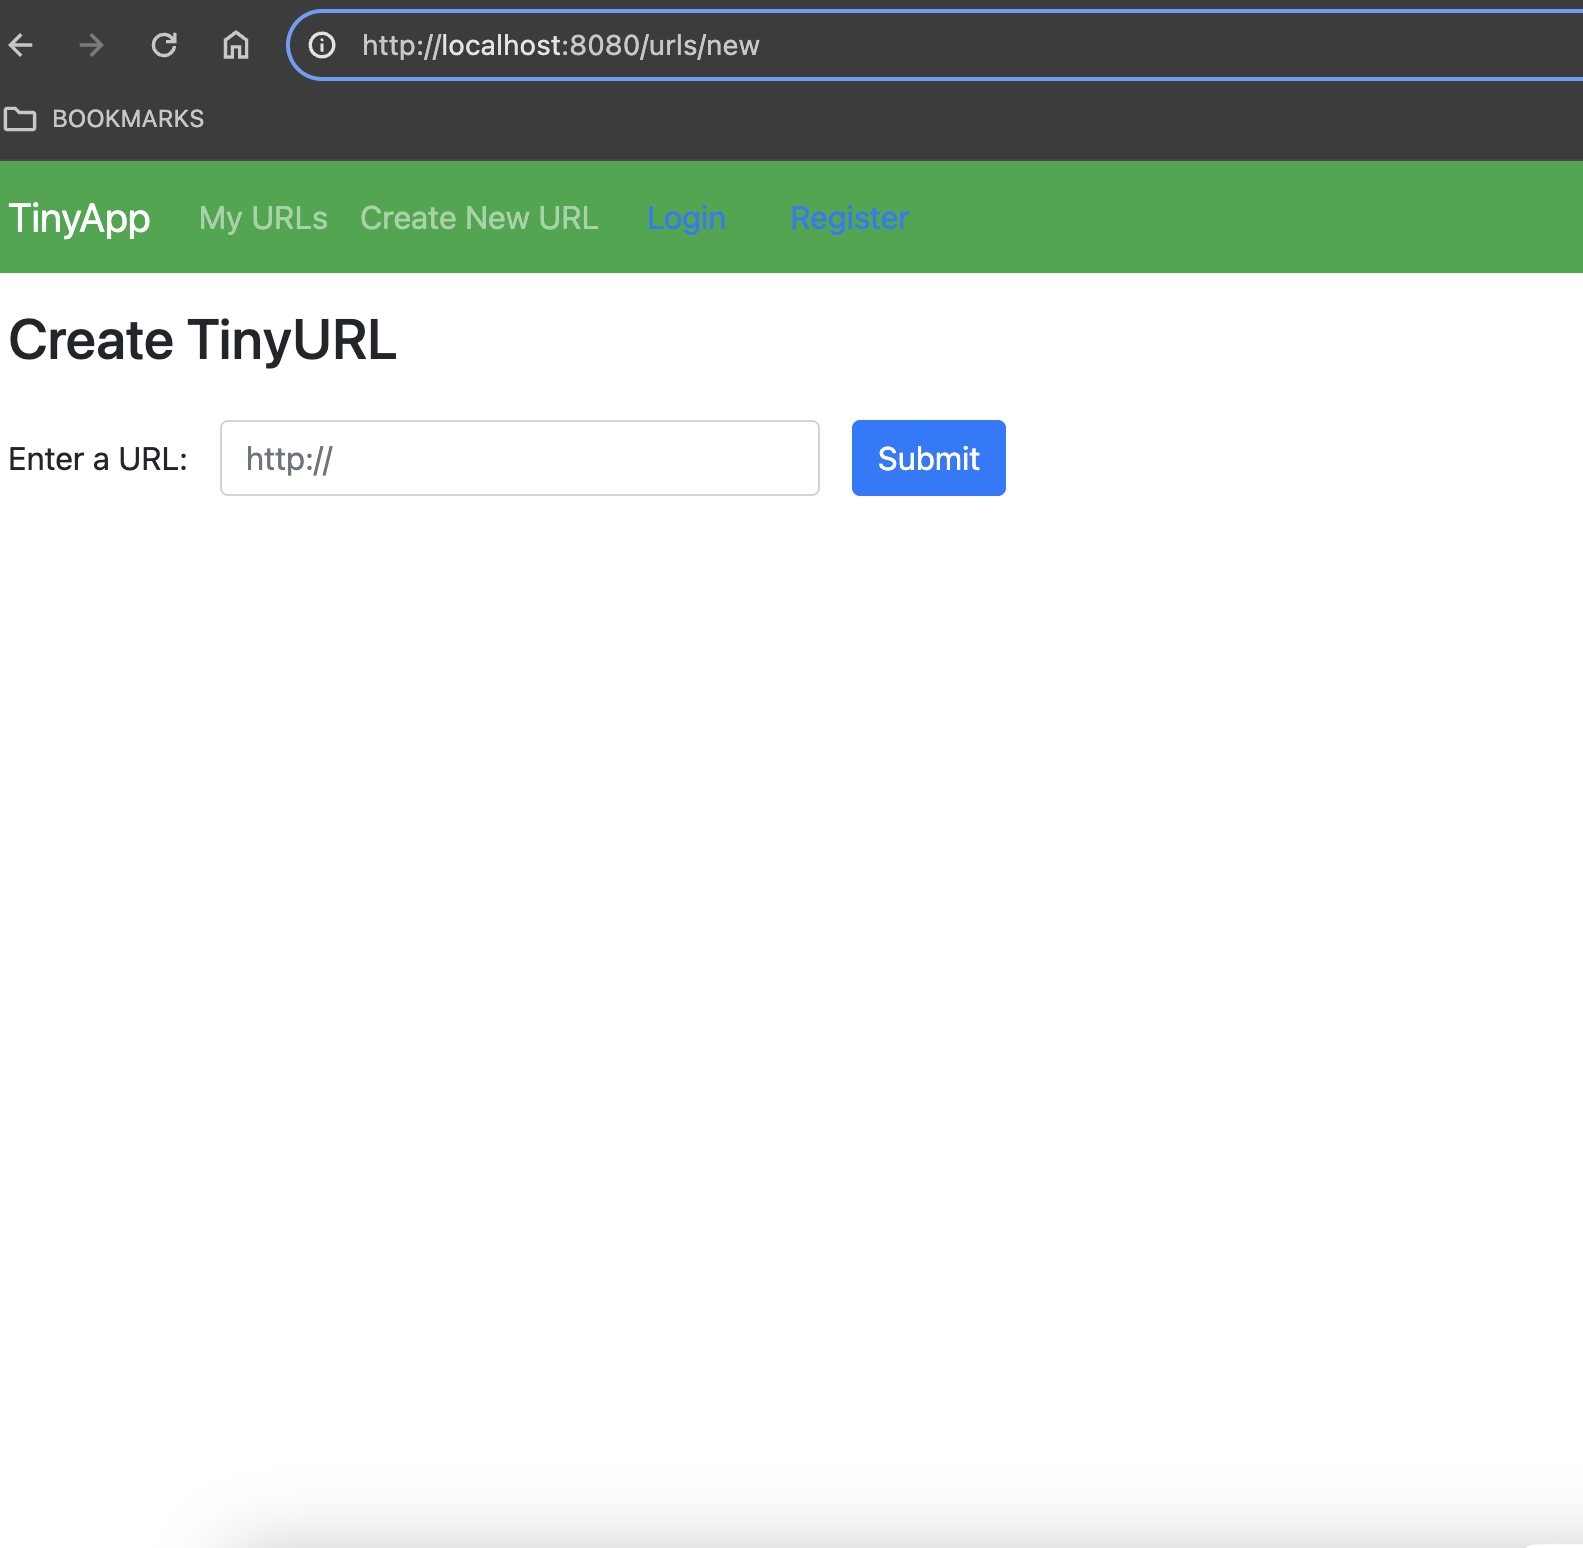 http://localhost:8080/urls/new
BOOKMARKS
TinyApp My URLs Create New URL Login Register
Create TinyURL
Enter a URL: http:// Submit